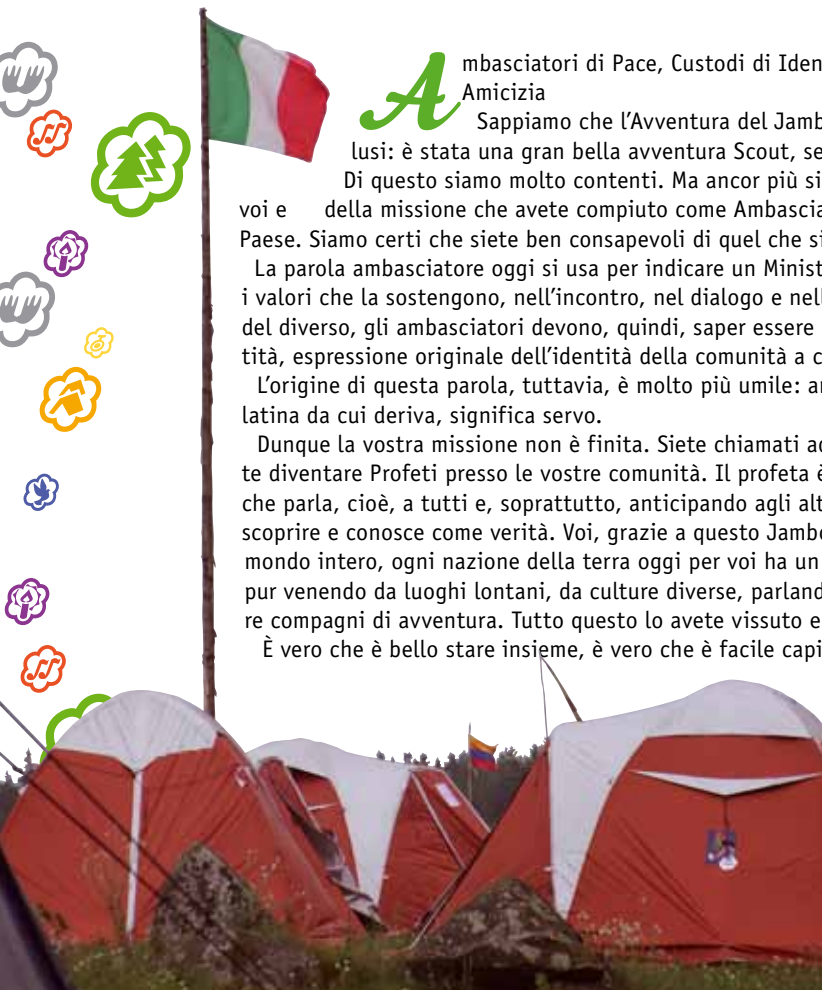 Ambasciatori di Pace, Custodi di Iden
Amicizia
Sappiamo che l'Avventura del Jamb
lusi: è stata una gran bella avventura Scout, se
Di questo siamo molto contenti. Ma ancor più si
voi e della missione che avete compiuto come Ambascia
Paese. Siamo certi che siete ben consapevoli di quel che si
La parola ambasciatore oggi si usa per indicare un Minist
i valori che la sostengono, nell'incontro, nel dialogo e nell
del diverso, gli ambasciatori devono, quindi, saper essere
tità, espressione originale dell'identità della comunità a c
L'origine di questa parola, tuttavia, è molto più umile: a
latina da cui deriva, significa servo.
Dunque la vostra missione non è finita. Siete chiamati a
te diventare Profeti presso le vostre comunità. Il profeta è
che parla, cioè, a tutti e, soprattutto, anticipando agli alt
scoprire e conosce come verità. Voi, grazie a questo Jambo
mondo intero, ogni nazione della terra oggi per voi ha un
pur venendo da luoghi lontani, da culture diverse, parland
re compagni di avventura. Tutto questo lo avete vissuto e
È vero che è bello stare insieme, è vero che è facile capi